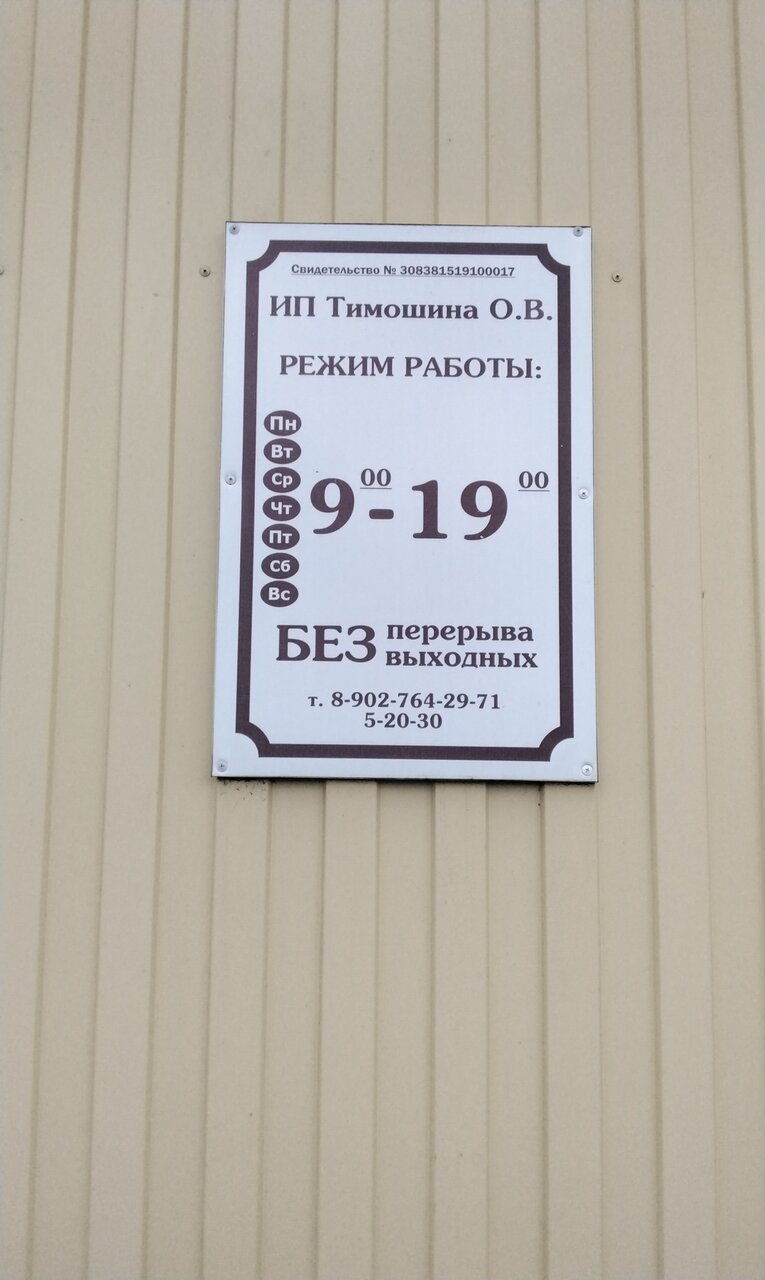 Свидетельство № 308381519100017
ИП Тимошина О.В.
РЕЖИМ РАБОТЫ:
Пн
Вт
Ср
Чт
Пт
Сб
Вс
9 00 - 19 00
БЕЗ перерыва
выходных
т. 8-902-764-29-71
5-20-30